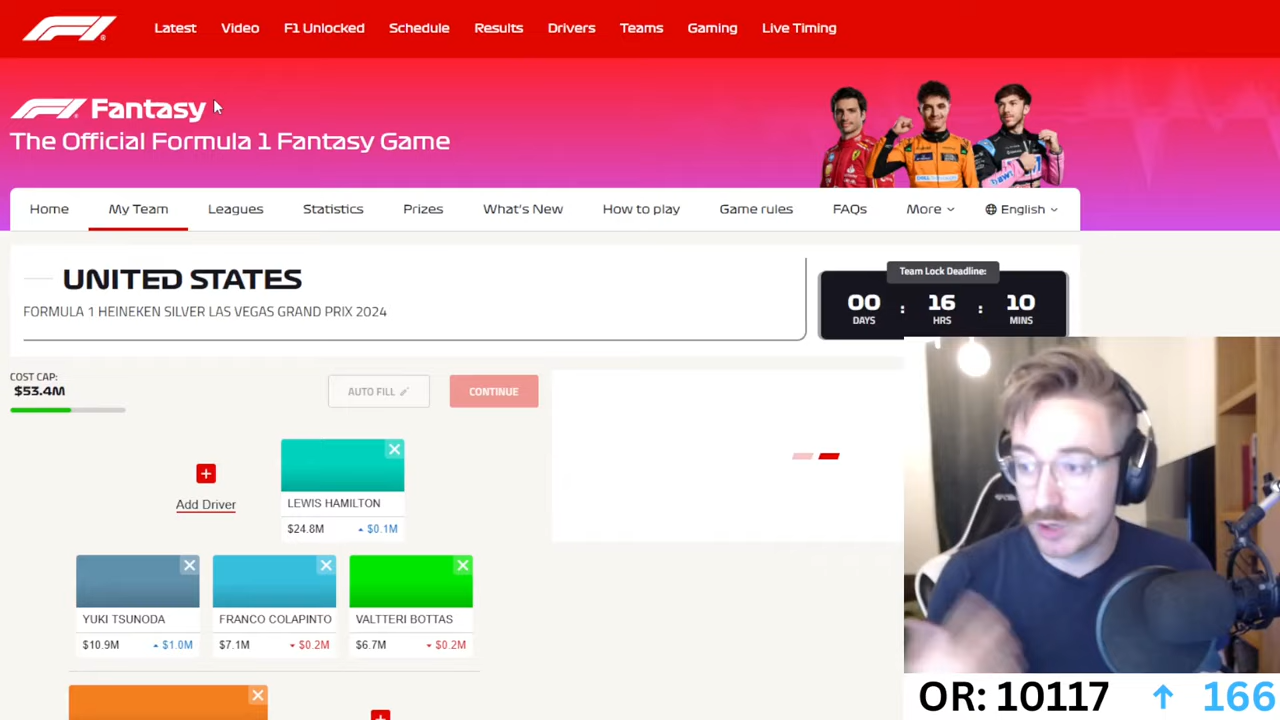 F1
Latest
Video
F1 Unlocked
Schedule
Results
Drivers
Teams
Gaming
Live Timing
F1 Fantasy
The Official Formula 1 Fantasy Game
Home
My Team
Leagues
Statistics
Prizes
What's New
How to play
Game rules
FAQs
More
English
UNITED STATES
FORMULA 1 HEINEKEN SILVER LAS VEGAS GRAND PRIX 2024
Team Lock Deadline:
00 : 16 : 10
DAYS HRS MINS
COST CAP:
$53.4M
AUTO FILL
CONTINUE
Add Driver
LEWIS HAMILTON
$24.8M $0.1M
YUKI TSUNODA
$10.9M $1.0M
FRANCO COLAPINTO
$7.1M $0.2M
VALTTERI BOTTAS
$6.7M $0.2M
OR: 10117 ↑ 166